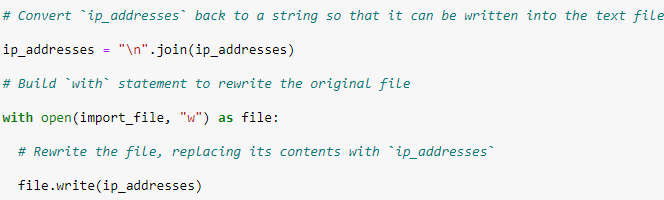 # Convert `ip_addresses` back to a string so that it can be written into the text file
ip_addresses = "\n".join(ip_addresses)
# Build `with` statement to rewrite the original file
with open(import_file, "w") as file:
# Rewrite the file, replacing its contents with `ip_addresses`
file.write(ip_addresses)